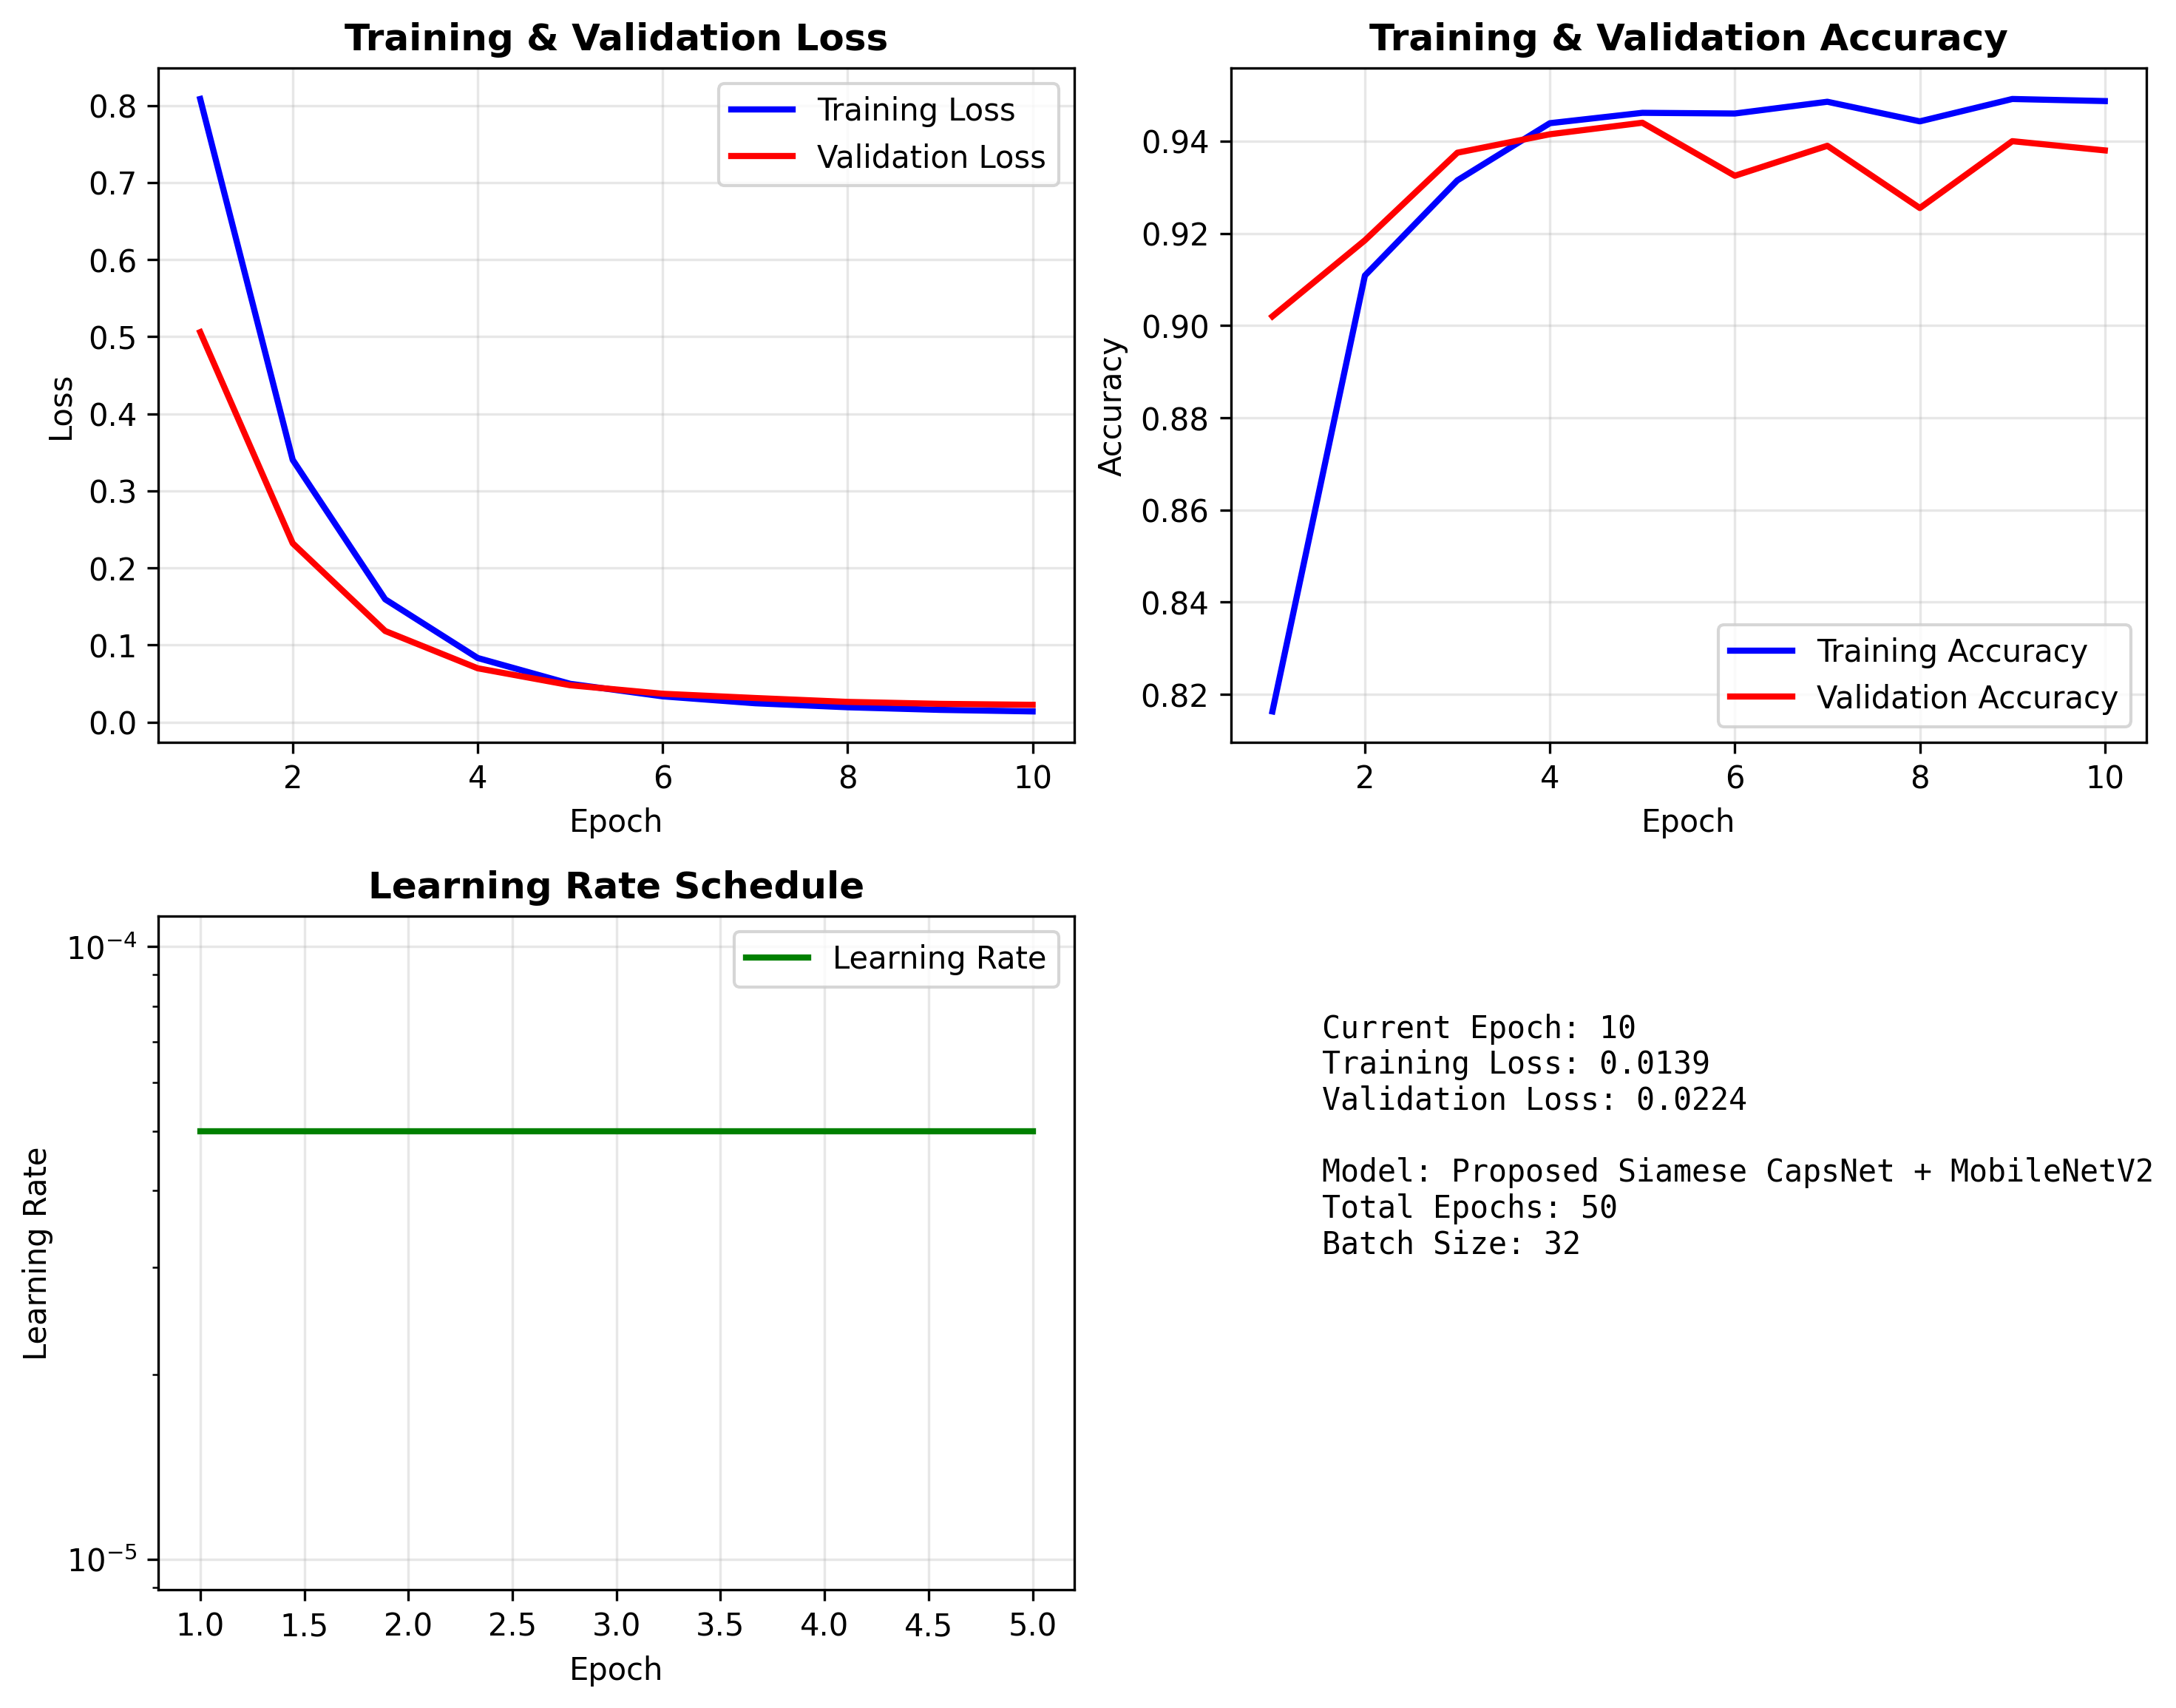 Training & Validation Loss
Loss
0.8
0.7
0.6
0.5
0.4
0.3
0.2
0.1
0.0
Training Loss
Validation Loss
2
4
6
8
10
Epoch
Training & Validation Accuracy
Accuracy
0.94
0.92
0.90
0.88
0.86
0.84
0.82
Training Accuracy
Validation Accuracy
2
4
6
8
10
Epoch
Learning Rate Schedule
Learning Rate
10⁻⁴
10⁻⁵
Learning Rate
1.0
1.5
2.0
2.5
3.0
3.5
4.0
4.5
5.0
Epoch
Current Epoch: 10
Training Loss: 0.0139
Validation Loss: 0.0224
Model: Proposed Siamese CapsNet + MobileNetV2
Total Epochs: 50
Batch Size: 32